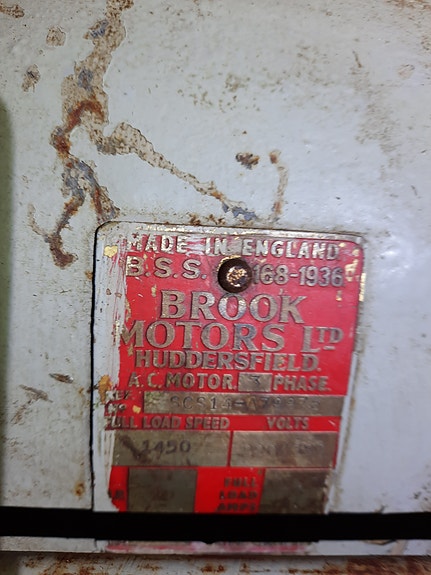 MADE IN ENGLAND
B.S.S. 168-1936
BROOK
MOTORS LTD
HUDDERSFIELD.
A.C. MOTOR 3 PHASE
FULL LOAD SPEED VOLTS
1450
FULL
LOAD
AMPS